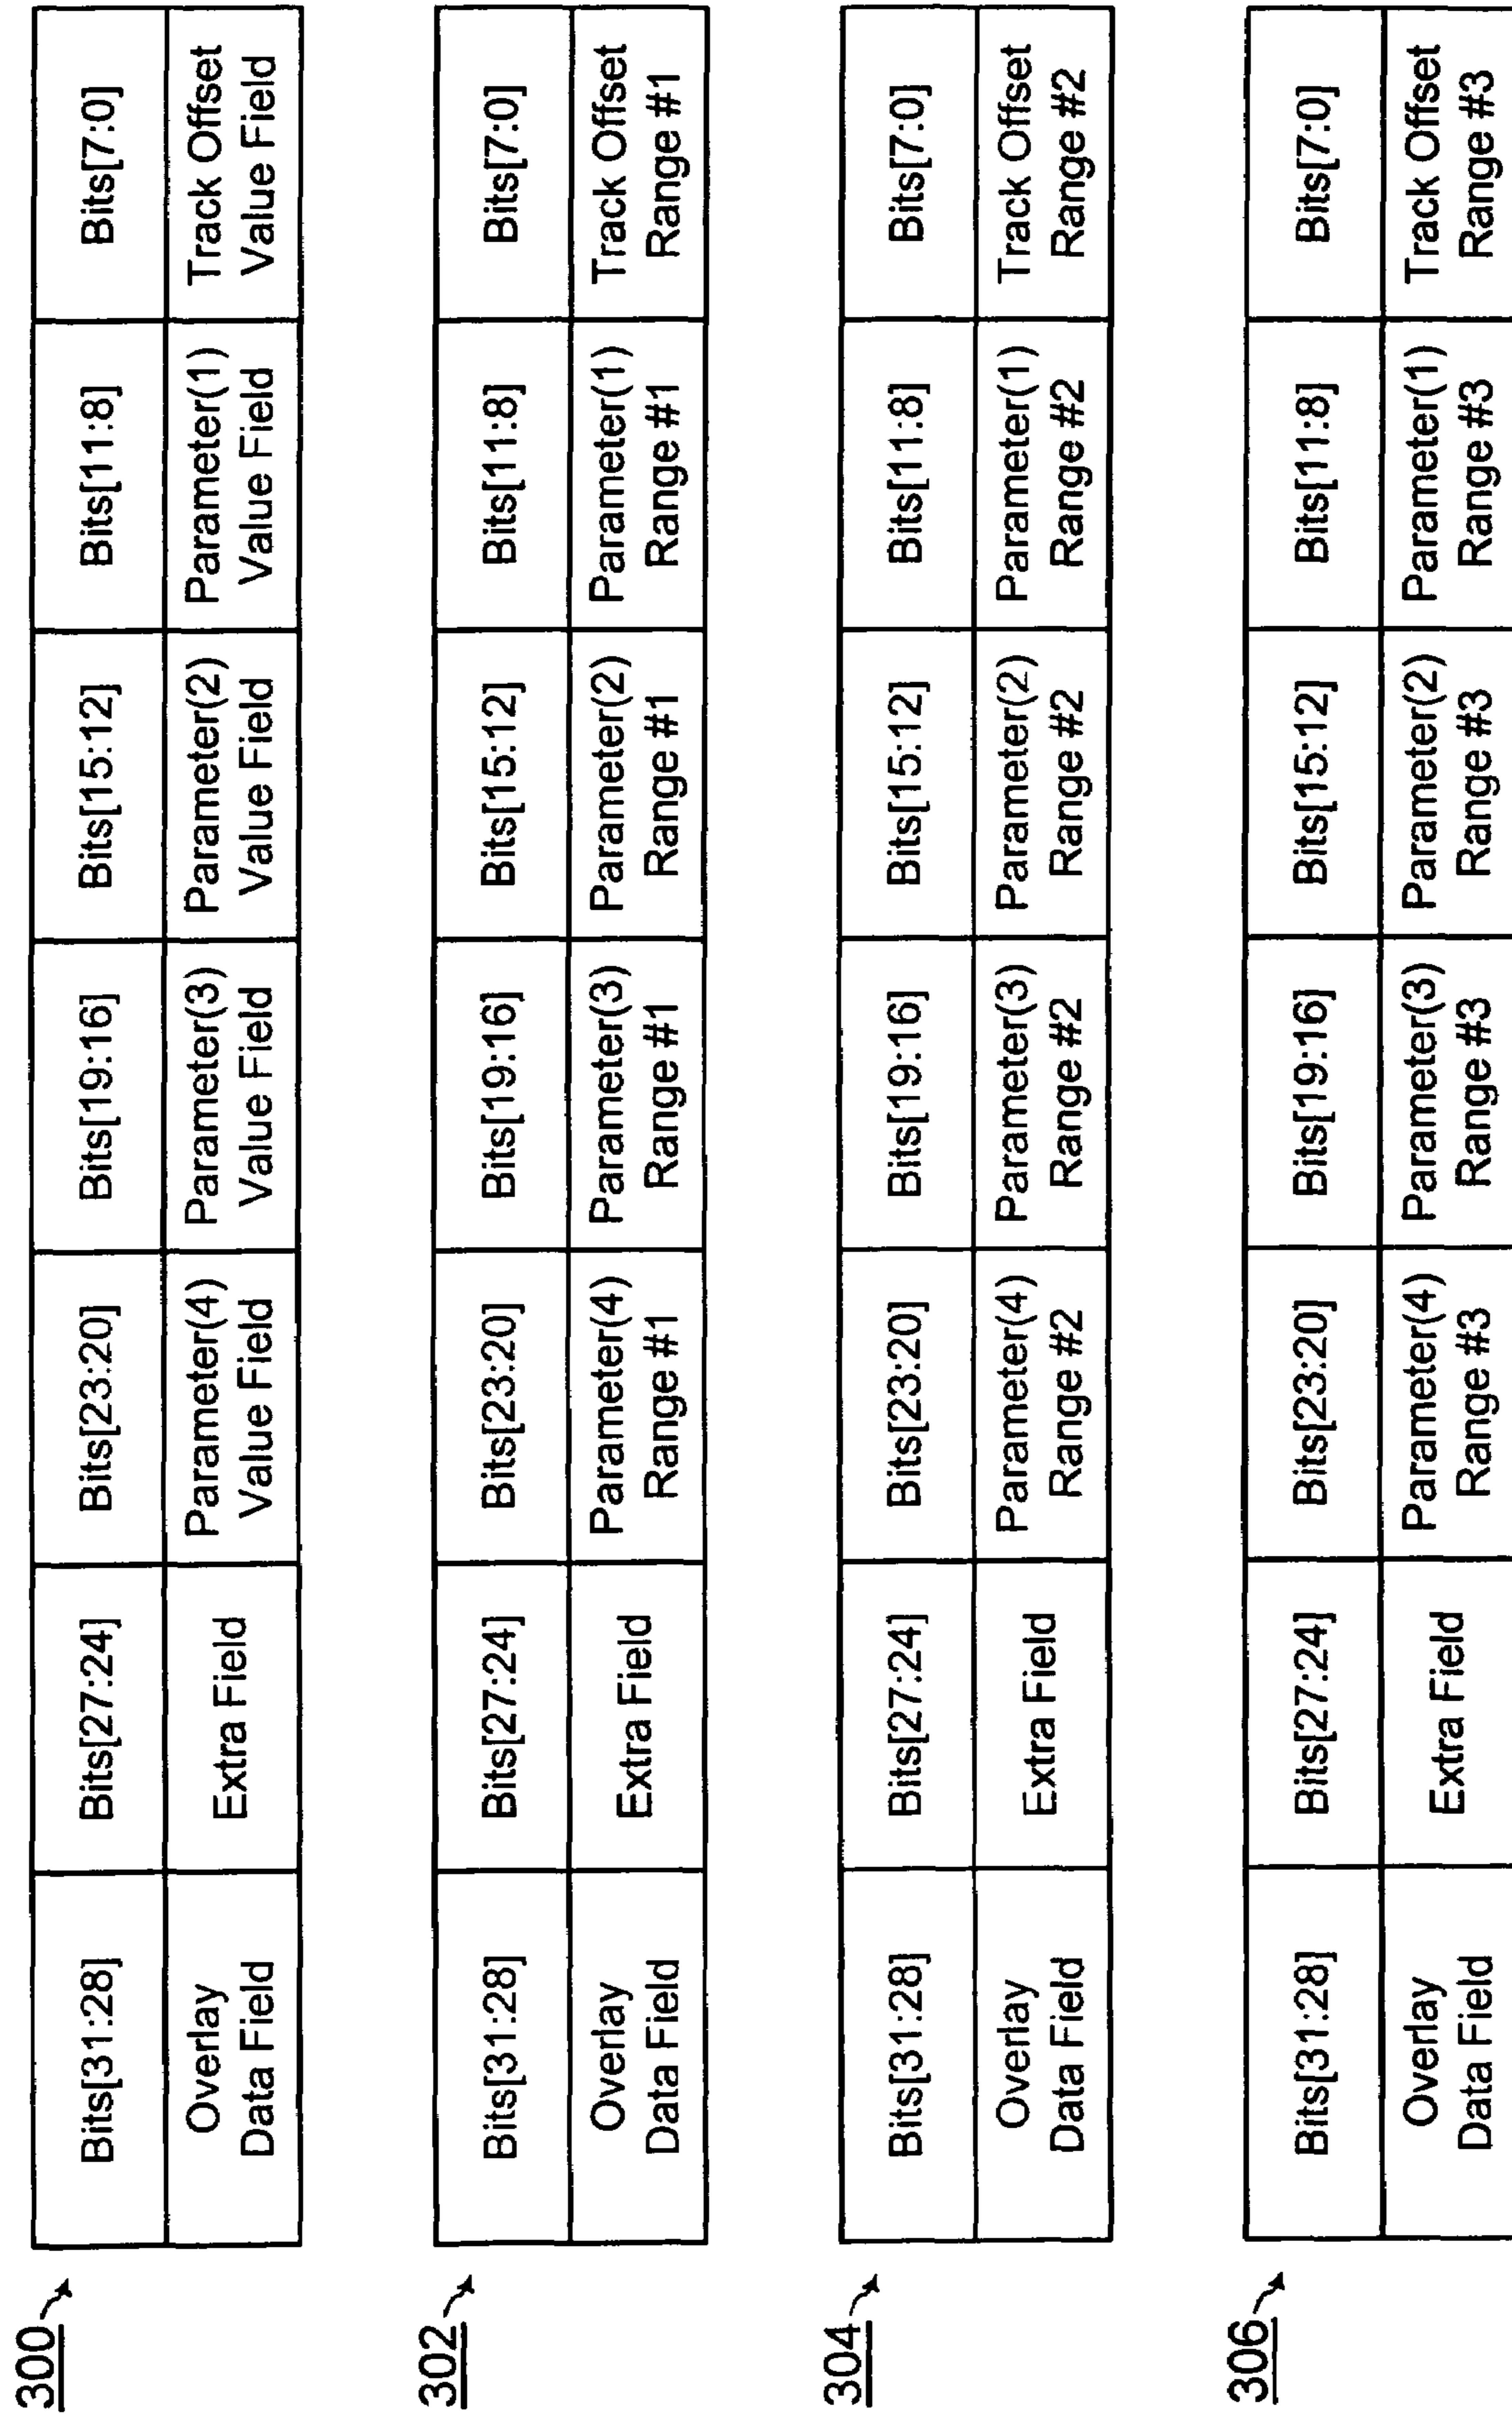 300
Bits[31:28] Bits[27:24] Bits[23:20] Bits[19:16] Bits[15:12] Bits[11:8] Bits[7:0]
Overlay Data Field Extra Field Parameter(4) Value Field Parameter(3) Value Field Parameter(2) Value Field Parameter(1) Value Field Track Offset Value Field
302
Bits[31:28] Bits[27:24] Bits[23:20] Bits[19:16] Bits[15:12] Bits[11:8] Bits[7:0]
Overlay Data Field Extra Field Parameter(4) Range #1 Parameter(3) Range #1 Parameter(2) Range #1 Parameter(1) Range #1 Track Offset Range #1
304
Bits[31:28] Bits[27:24] Bits[23:20] Bits[19:16] Bits[15:12] Bits[11:8] Bits[7:0]
Overlay Data Field Extra Field Parameter(4) Range #2 Parameter(3) Range #2 Parameter(2) Range #2 Parameter(1) Range #2 Track Offset Range #2
306
Bits[31:28] Bits[27:24] Bits[23:20] Bits[19:16] Bits[15:12] Bits[11:8] Bits[7:0]
Overlay Data Field Extra Field Parameter(4) Range #3 Parameter(3) Range #3 Parameter(2) Range #3 Parameter(1) Range #3 Track Offset Range #3